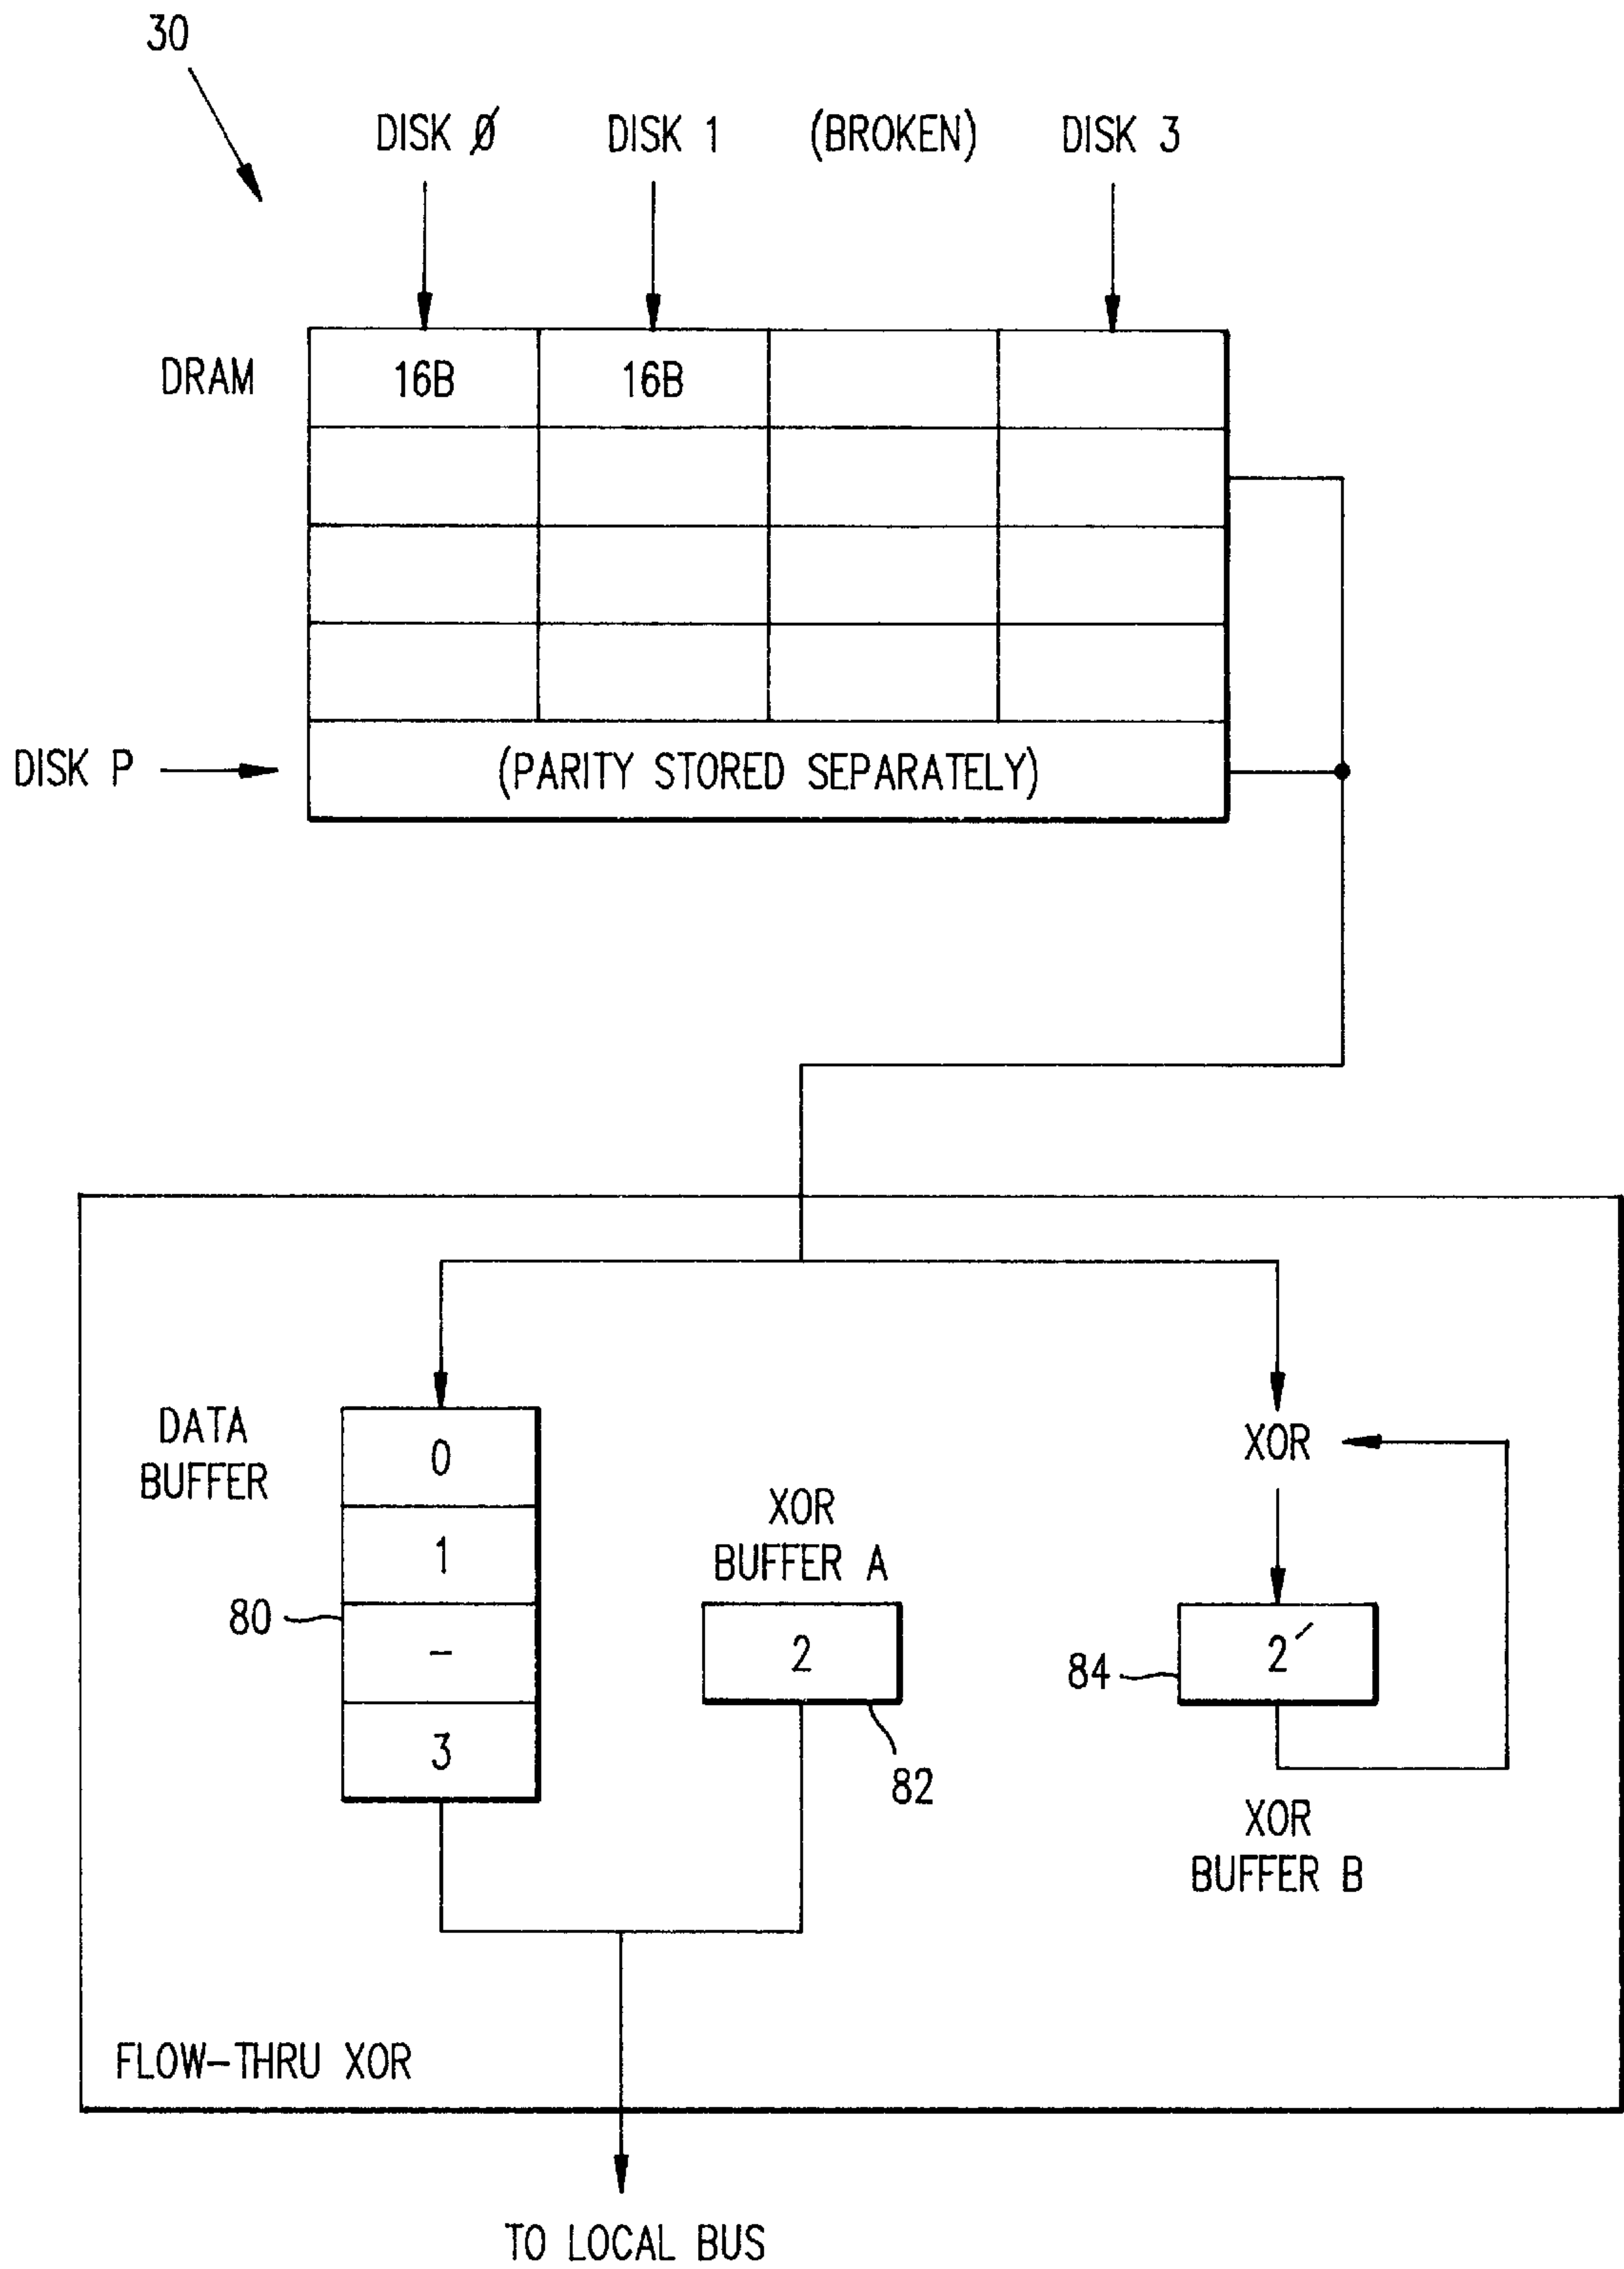 30
DISK Ø DISK 1 (BROKEN) DISK 3
DRAM 16B 16B
DISK P (PARITY STORED SEPARATELY)
DATA
BUFFER
0
1
–
3
80
XOR
BUFFER A
2
82
XOR
2′
84
XOR
BUFFER B
FLOW–THRU XOR
TO LOCAL BUS